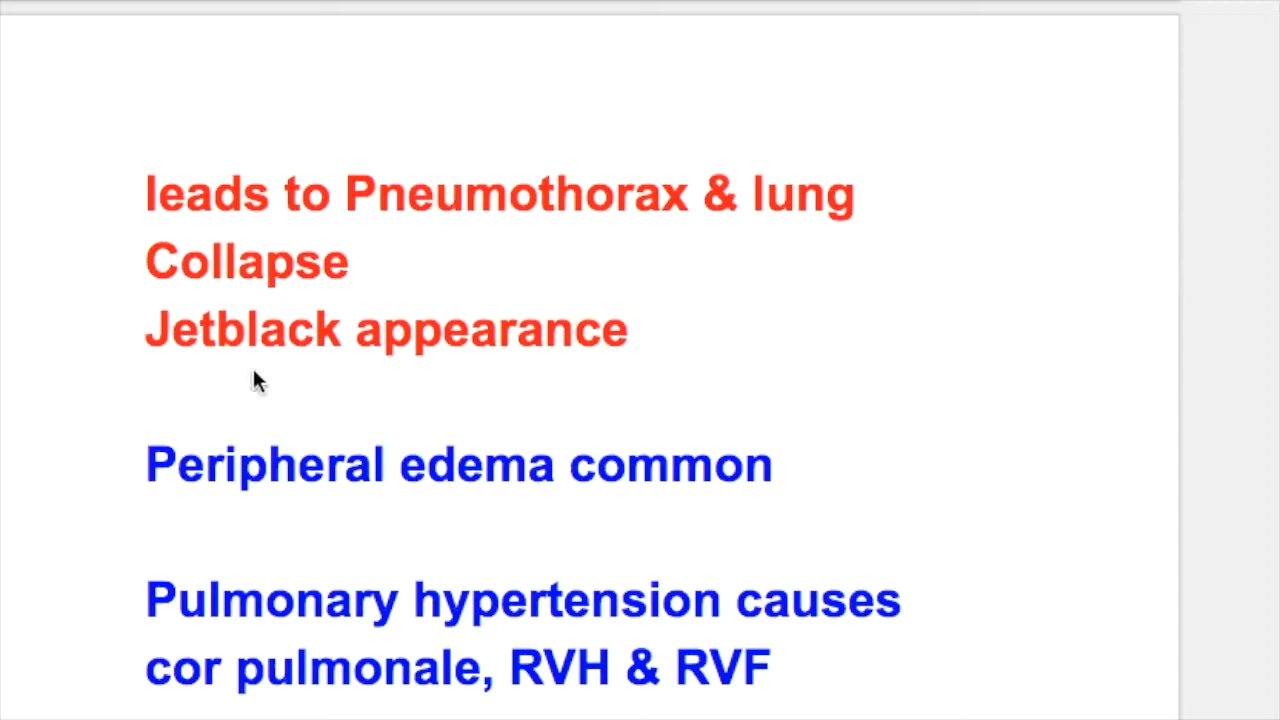 leads to Pneumothorax & lung
Collapse
Jetblack appearance
Peripheral edema common
Pulmonary hypertension causes
cor pulmonale, RVH & RVF